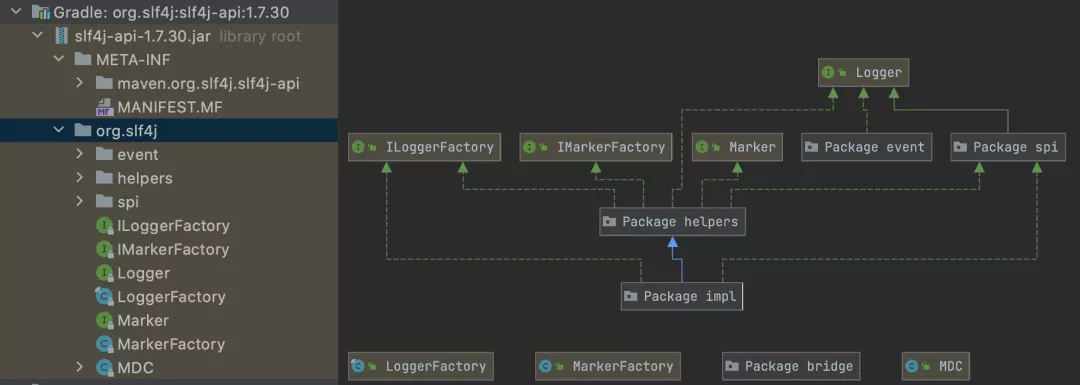 Gradle: org.slf4j:slf4j-api:1.7.30
slf4j-api-1.7.30.jar library root
META-INF
maven.org.slf4j.slf4j-api
MF MANIFEST.MF
org.slf4j
event
helpers
spi
I ILoggerFactory
I IMarkerFactory
I Logger
C LoggerFactory
I Marker
C MarkerFactory
C MDC
I Logger
I ILoggerFactory
I IMarkerFactory
I Marker
Package event
Package spi
Package helpers
Package impl
C LoggerFactory
C MarkerFactory
Package bridge
C MDC